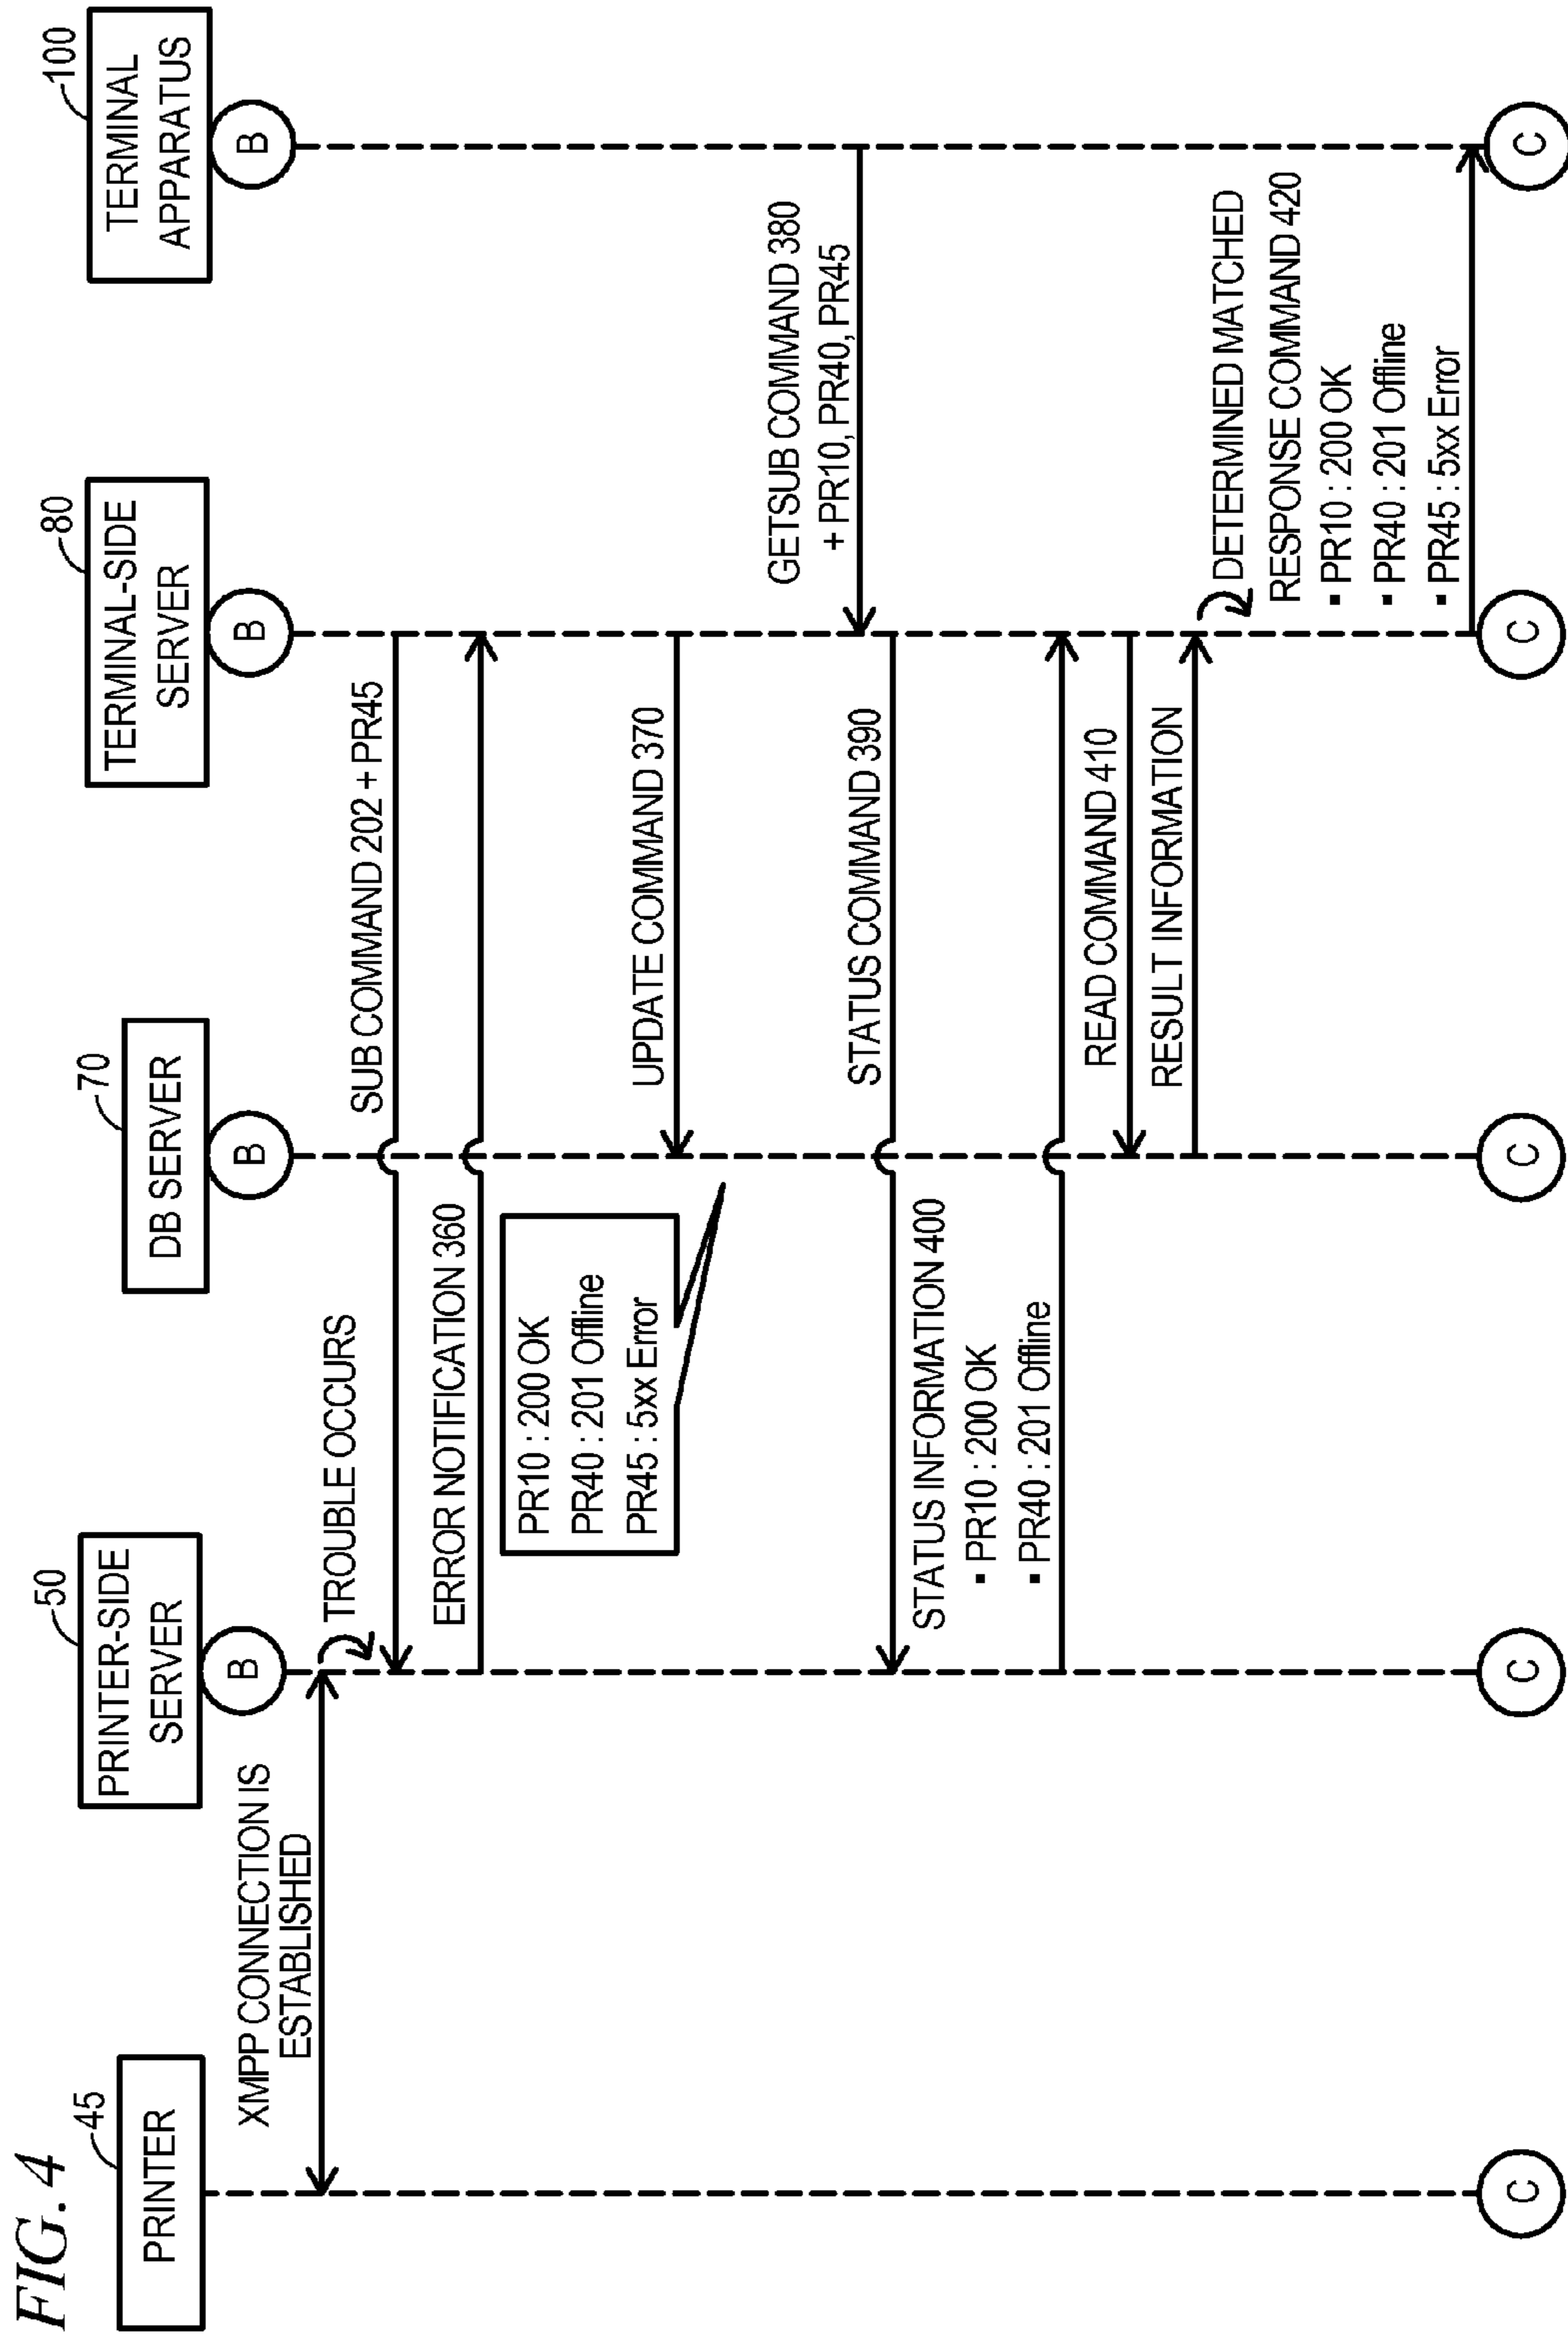 FIG. 4
45
PRINTER
50
PRINTER-SIDE
SERVER
70
DB SERVER
80
TERMINAL-SIDE
SERVER
100
TERMINAL
APPARATUS
B
B
B
B
XMPP CONNECTION IS
ESTABLISHED
TROUBLE OCCURS
SUB COMMAND 202 + PR45
ERROR NOTIFICATION 360
PR10 : 200 OK
PR40 : 201 Offline
PR45 : 5xx Error
UPDATE COMMAND 370
GETSUB COMMAND 380
+ PR10, PR40, PR45
STATUS COMMAND 390
STATUS INFORMATION 400
▪ PR10 : 200 OK
▪ PR40 : 201 Offline
READ COMMAND 410
RESULT INFORMATION
DETERMINED MATCHED
RESPONSE COMMAND 420
▪ PR10 : 200 OK
▪ PR40 : 201 Offline
▪ PR45 : 5xx Error
C
C
C
C
C